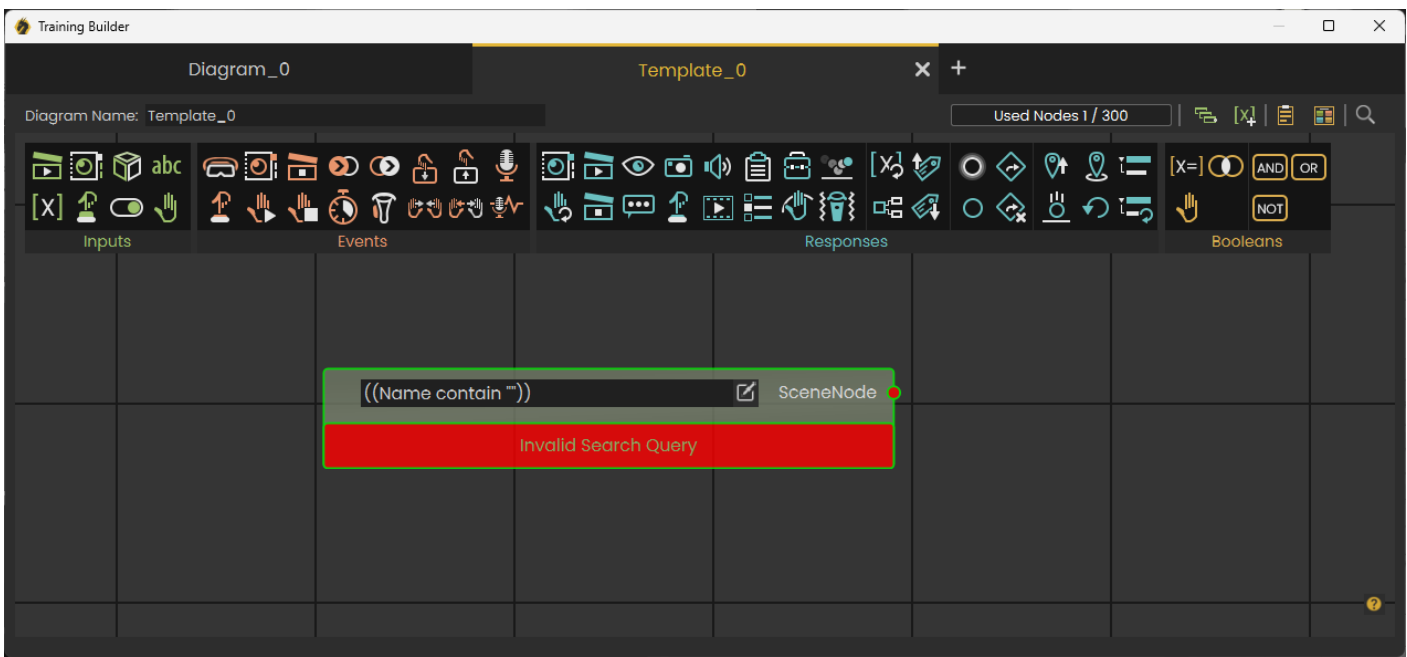 Training Builder
Diagram_0
Template_0
Diagram Name: Template_0
Used Nodes 1 / 300
[x]
abc
[x]
[x=]
AND
OR
[x]
NOT
Inputs
Events
Responses
Booleans
((Name contain ""))
SceneNode
Invalid Search Query
?